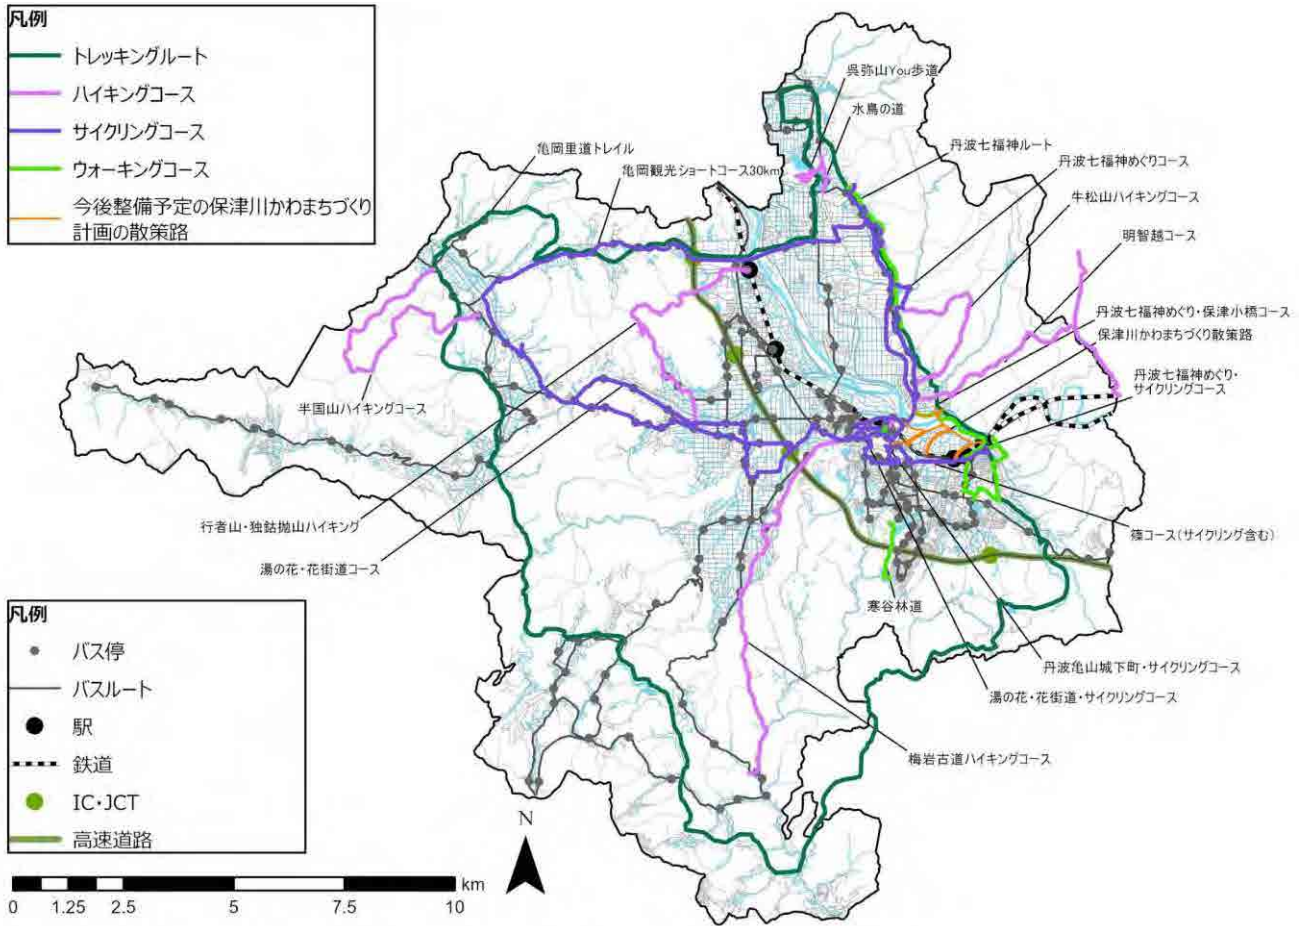 凡例
トレッキングルート
ハイキングコース
サイクリングコース
ウォーキングコース
今後整備予定の保津川かわまちづくり
計画の散策路
呉弥山You歩道
水鳥の道
亀岡里道トレイル
亀岡観光ショートコース30km
丹波七福神ルート
丹波七福神めぐりコース
牛松山ハイキングコース
明智越コース
丹波七福神めぐり・保津小橋コース
保津川かわまちづくり散策路
丹波七福神めぐり・
サイクリングコース
半国山ハイキングコース
行者山・独鈷抛山ハイキング
湯の花・花街道コース
篠コース(サイクリング含む)
寒谷林道
丹波亀山城下町・サイクリングコース
湯の花・花街道・サイクリングコース
梅岩古道ハイキングコース
凡例
バス停
バスルート
駅
鉄道
IC・JCT
高速道路
N
km
0 1.25 2.5 5 7.5 10